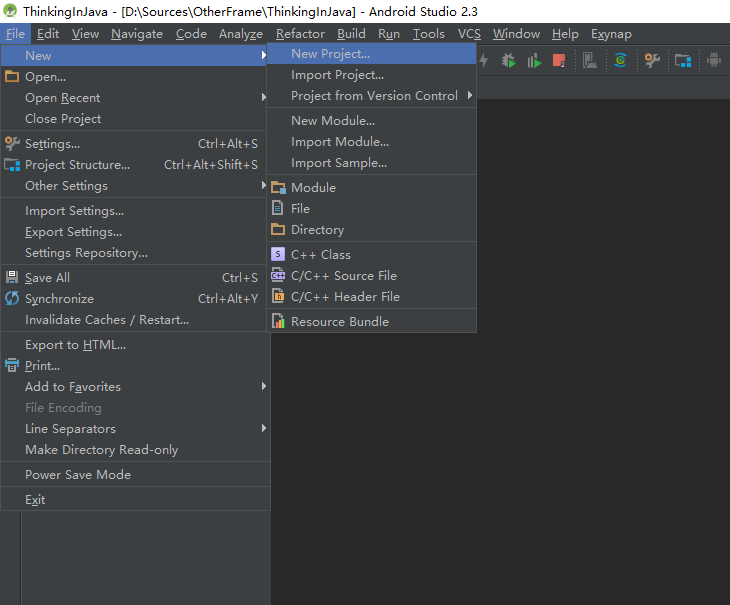 ThinkingInJava - [D:\Sources\OtherFrame\ThinkingInJava] - Android Studio 2.3
File Edit View Navigate Code Analyze Refactor Build Run Tools VCS Window Help Exynap
New
Open...
Open Recent
Close Project
Settings... Ctrl+Alt+S
Project Structure... Ctrl+Alt+Shift+S
Other Settings
Import Settings...
Export Settings...
Settings Repository...
Save All Ctrl+S
Synchronize Ctrl+Alt+Y
Invalidate Caches / Restart...
Export to HTML...
Print...
Add to Favorites
File Encoding
Line Separators
Make Directory Read-only
Power Save Mode
Exit
New Project...
Import Project...
Project from Version Control
New Module...
Import Module...
Import Sample...
Module
File
Directory
S C++ Class
C++ C/C++ Source File
h C/C++ Header File
Resource Bundle